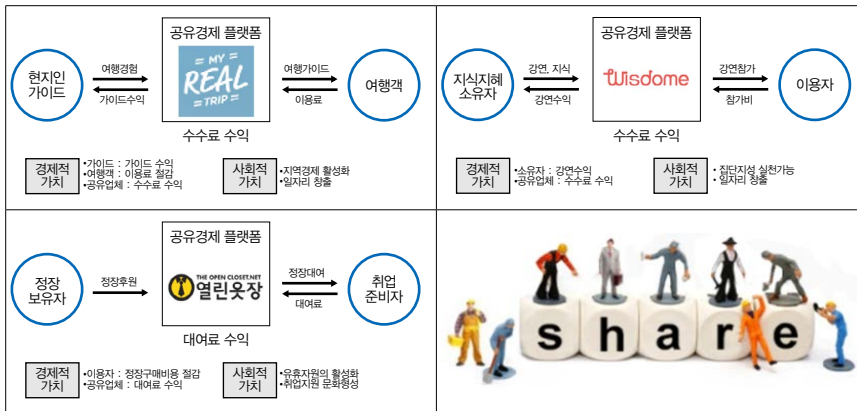 공유경제 플랫폼
현지인
가이드
여행경험
가이드수익
= MY =
REAL
= TRIP =
여행가이드
이용료
여행객
수수료 수익
경제적
가치
•가이드 : 가이드 수익
•여행객 : 이용료 절감
•공유업체 : 수수료 수익
사회적
가치
•지역경제 활성화
•일자리 창출
공유경제 플랫폼
지식지혜
소유자
강연, 지식
강연수익
Wisdome
강연참가
참가비
이용자
수수료 수익
경제적
가치
•소유자 : 강연수익
•공유업체 : 수수료 수익
사회적
가치
• 집단지성 실천가능
• 일자리 창출
공유경제 플랫폼
정장
보유자
정장후원
THE OPEN CLOSET.NET
열린옷장
정장대여
대여료
취업
준비자
대여료 수익
경제적
가치
•이용자 : 정장구매비용 절감
•공유업체 : 대여료 수익
사회적
가치
•유휴자원의 활성화
•취업지원 문화형성
share